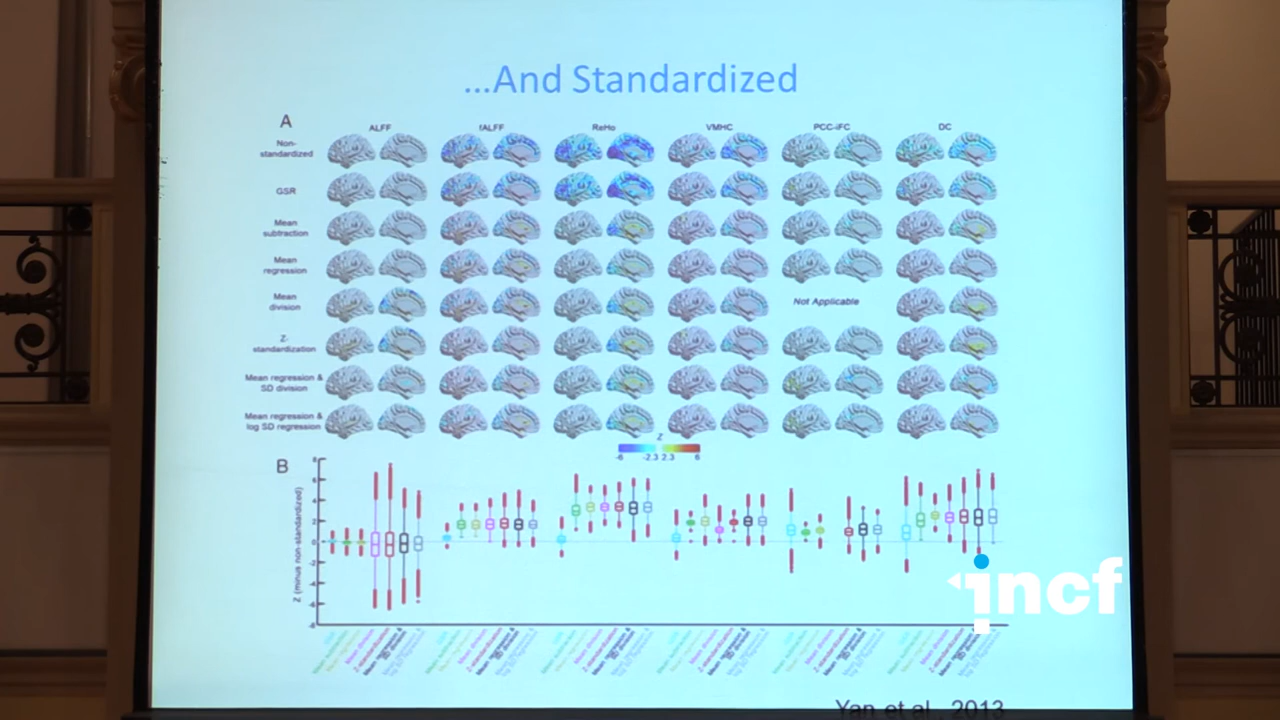 ...And Standardized
A
ALFF fALFF ReHo VMHC PCC-iFC DC
Non-
standardized
GSR
Mean
subtraction
Mean
regression
Mean
division
Not Applicable
Z-
standardization
Mean regression &
SD division
Mean regression &
log SD regression
Z
-6 -2.3 2.3 6
B
Z (minus non-standardized)
8
6
4
2
0
-2
-4
-6
-8
incf
Yan et al., 2013